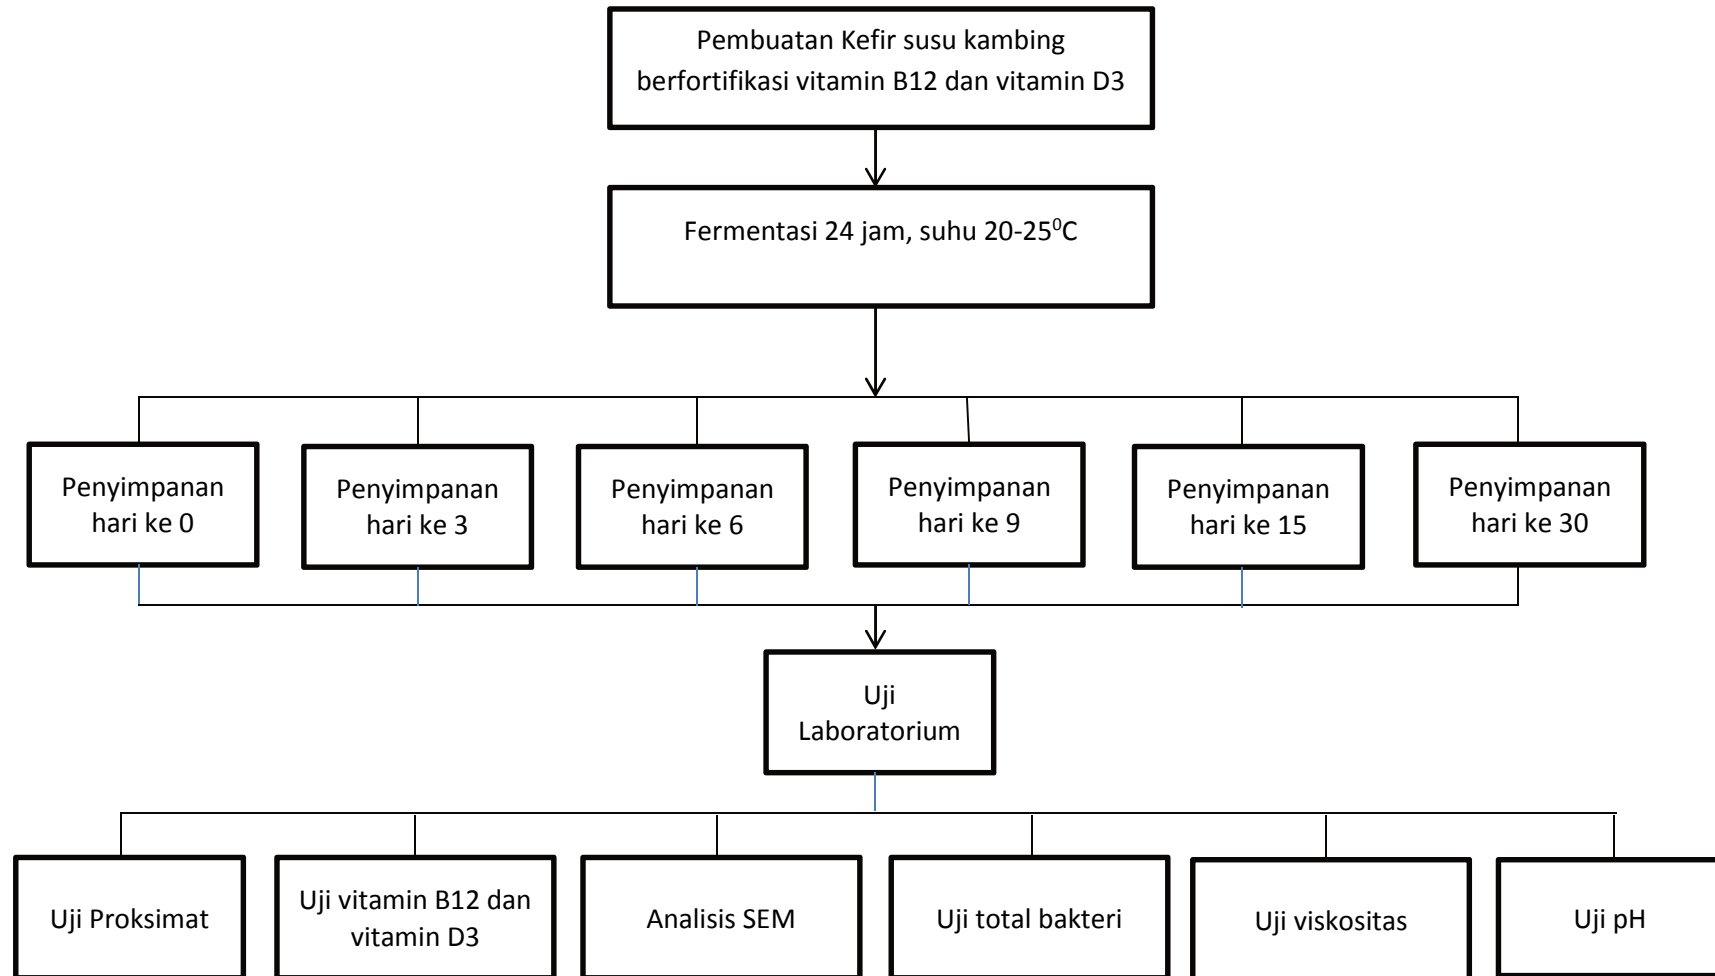 Pembuatan Kefir susu kambing
berfortifikasi vitamin B12 dan vitamin D3
Fermentasi 24 jam, suhu 20-25⁰C
Penyimpanan
hari ke 0
Penyimpanan
hari ke 3
Penyimpanan
hari ke 6
Penyimpanan
hari ke 9
Penyimpanan
hari ke 15
Penyimpanan
hari ke 30
Uji
Laboratorium
Uji Proksimat
Uji vitamin B12 dan
vitamin D3
Analisis SEM
Uji total bakteri
Uji viskositas
Uji pH